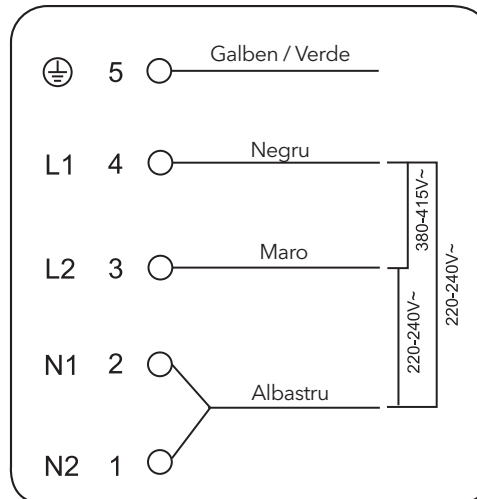 5 Galben / Verde
L1 4 Negru
380-415V~
220-240V~
L2 3 Maro
220-240V~
N1 2
Albastru
N2 1